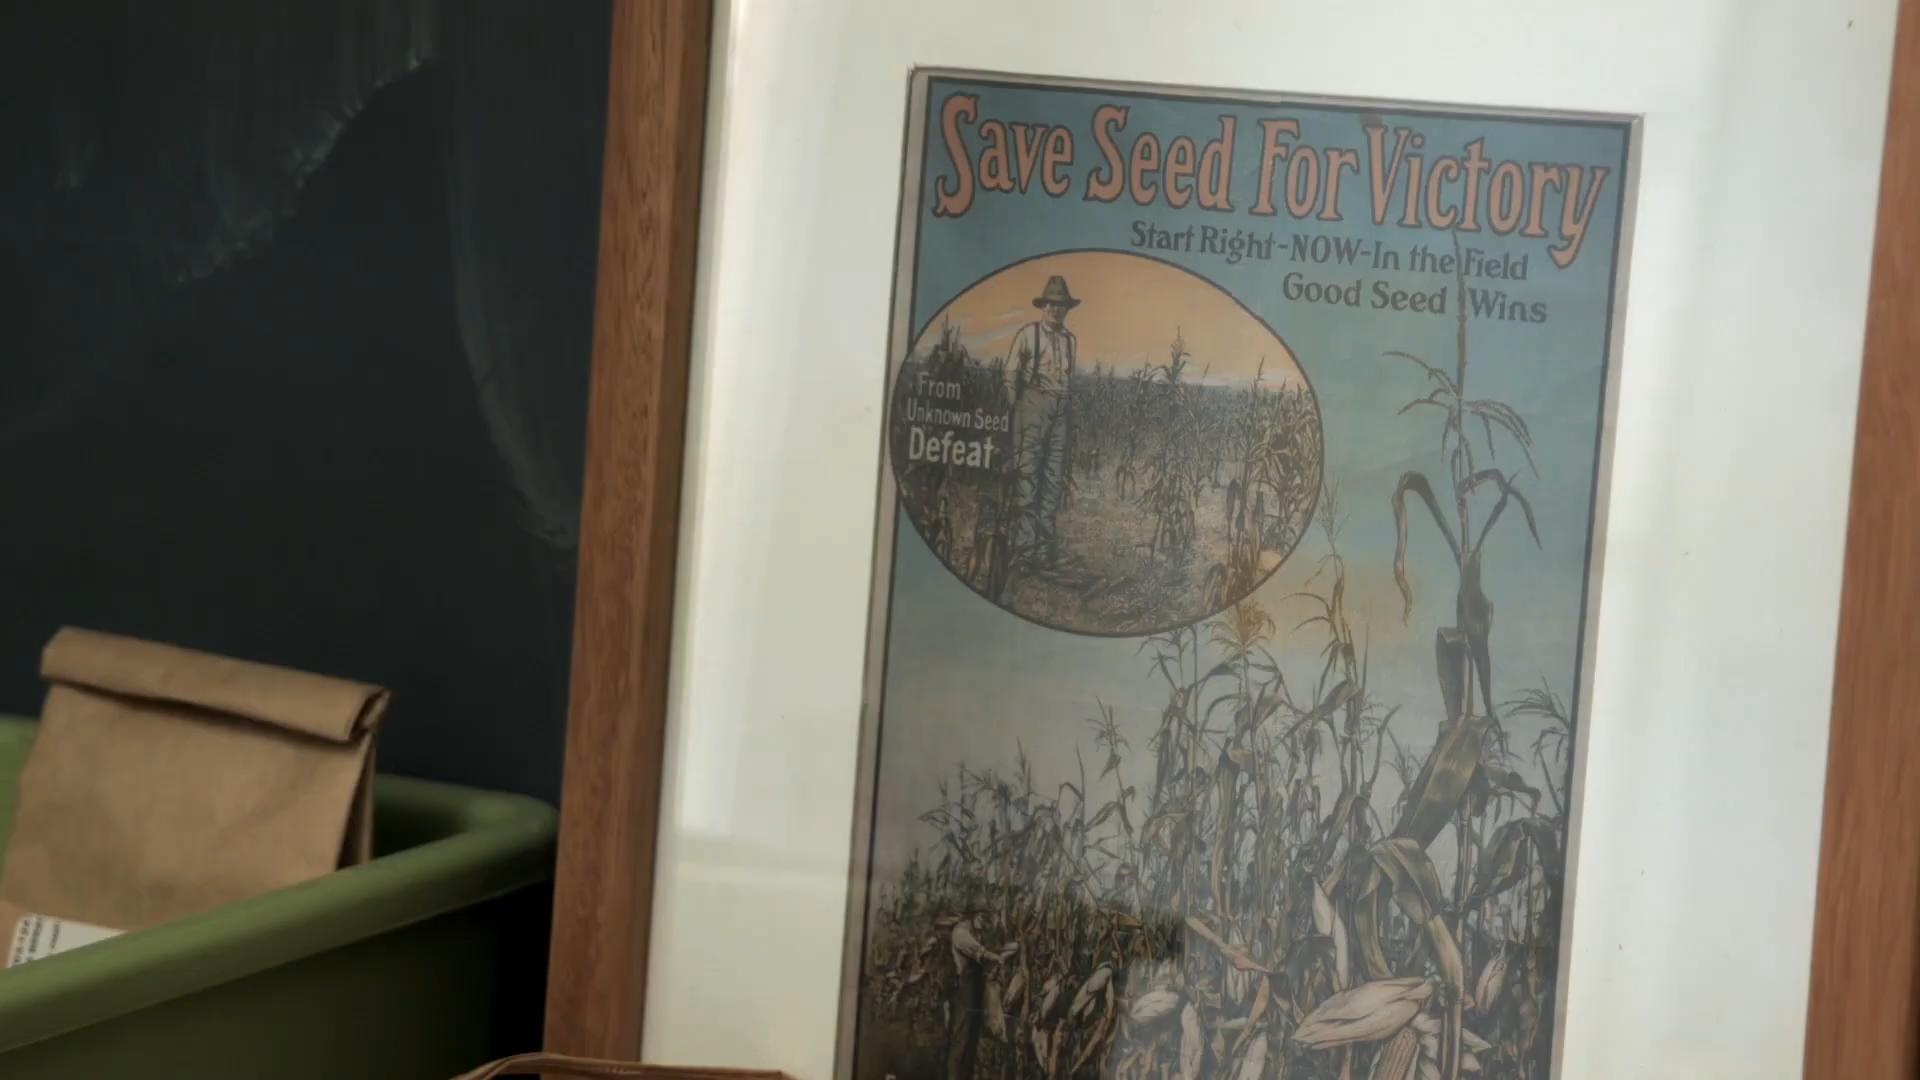 Save Seed For Victory
Start Right-NOW-In the Field
Good Seed Wins
From
Unknown Seed
Defeat